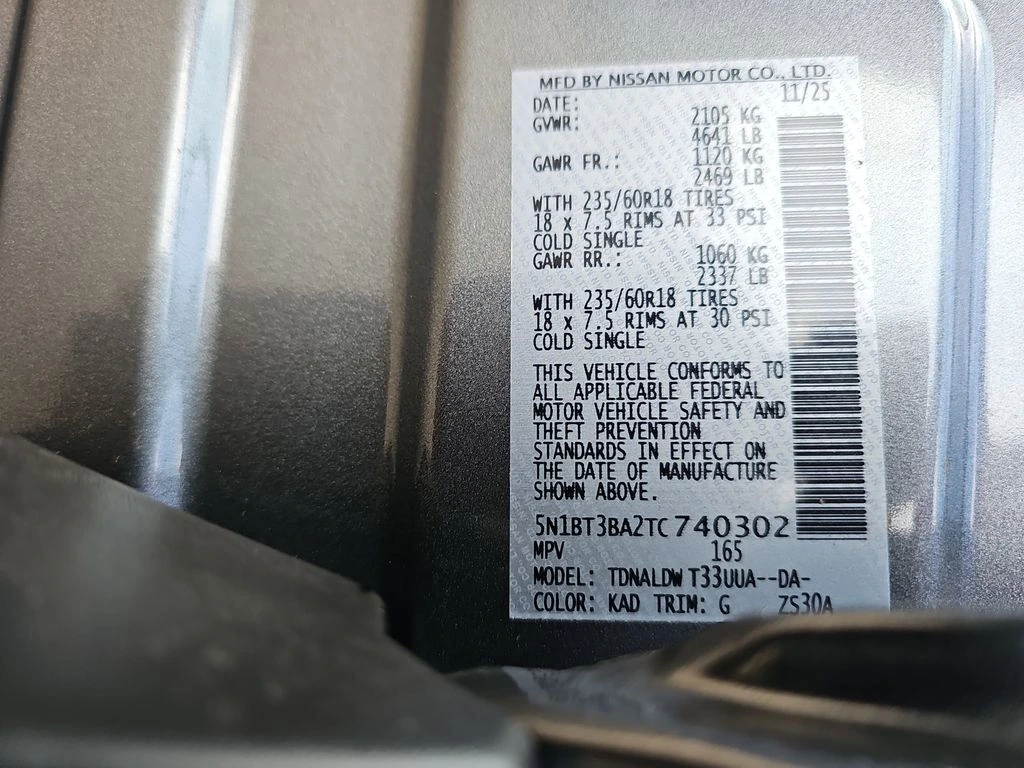 MFD BY NISSAN MOTOR CO., LTD.
DATE: 11/25
GVWR: 2105 KG
4641 LB
GAWR FR.: 1120 KG
2469 LB
WITH 235/60R18 TIRES
18 x 7.5 RIMS AT 33 PSI
COLD SINGLE
GAWR RR.: 1060 KG
2337 LB
WITH 235/60R18 TIRES
18 x 7.5 RIMS AT 30 PSI
COLD SINGLE
THIS VEHICLE CONFORMS TO
ALL APPLICABLE FEDERAL
MOTOR VEHICLE SAFETY AND
THEFT PREVENTION
STANDARDS IN EFFECT ON
THE DATE OF MANUFACTURE
SHOWN ABOVE.
5N1BT3BA2TC740302
MPV 165
MODEL: TDNALDW T33UUA--DA-
COLOR: KAD TRIM: G ZS30A